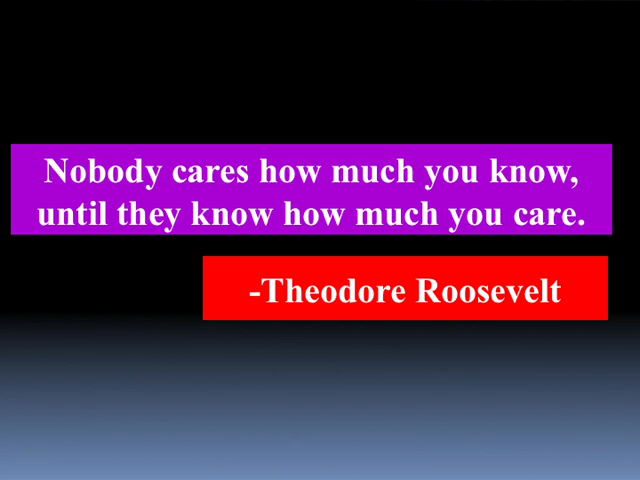 Nobody cares how much you know,
until they know how much you care.
-Theodore Roosevelt